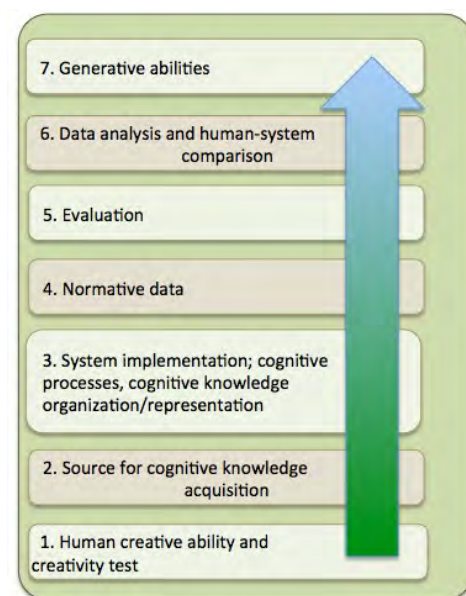 7. Generative abilities
6. Data analysis and human-system
comparison
5. Evaluation
4. Normative data
3. System implementation; cognitive
processes, cognitive knowledge
organization/representation
2. Source for cognitive knowledge
acquisition
1. Human creative ability and
creativity test